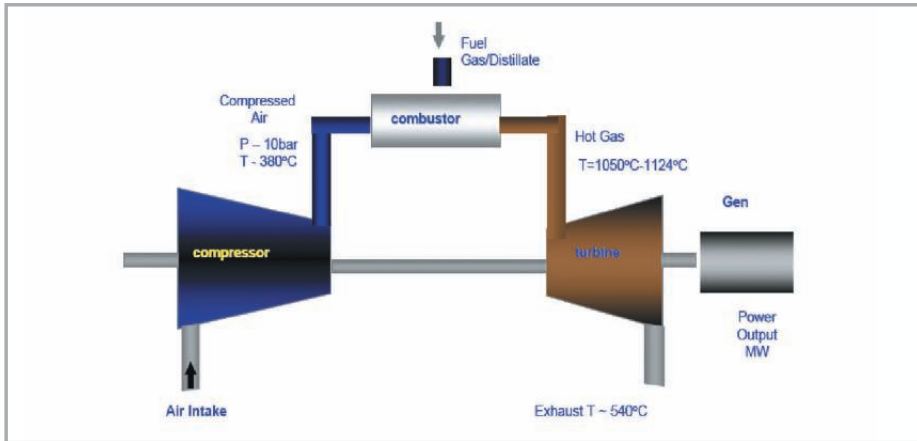 Fuel
Gas/Distillate
Compressed
Air
P – 10bar
T - 380ºC
combustor
Hot Gas
T=1050ºC-1124ºC
Gen
compressor
turbine
Power
Output
MW
Air Intake
Exhaust T ~ 540ºC